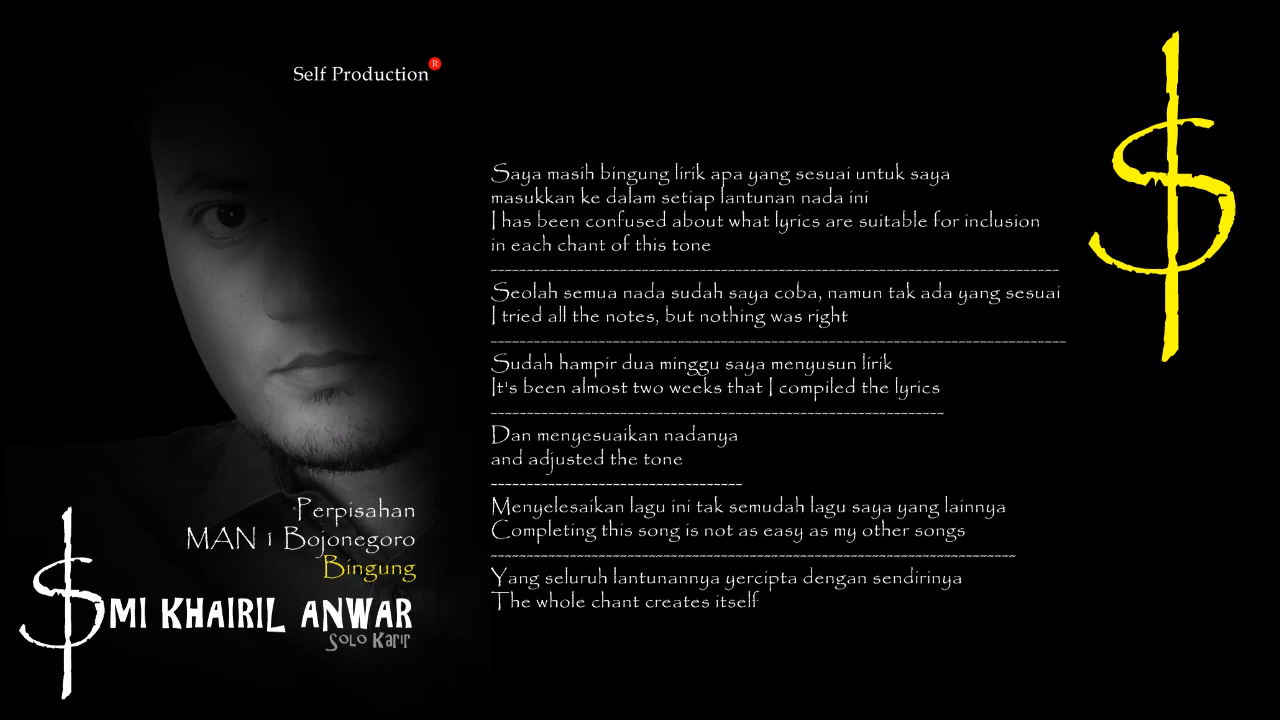 Self Production
R
Saya masih bingung lirik apa yang sesuai untuk saya
masukkan ke dalam setiap lantunan nada ini
I has been confused about what lyrics are suitable for inclusion
in each chant of this tone
Seolah semua nada sudah saya coba, namun tak ada yang sesuai
I tried all the notes, but nothing was right
Sudah hampir dua minggu saya menyusun lirik
It's been almost two weeks that I compiled the lyrics
Dan menyesuaikan nadanya
and adjusted the tone
Menyelesaikan lagu ini tak semudah lagu saya yang lainnya
Completing this song is not as easy as my other songs
Yang seluruh lantunannya yercipta dengan sendirinya
The whole chant creates itself
Perpisahan
MAN 1 Bojonegoro
Bingung
$MI KHAIRIL ANWAR
Solo Karir
$